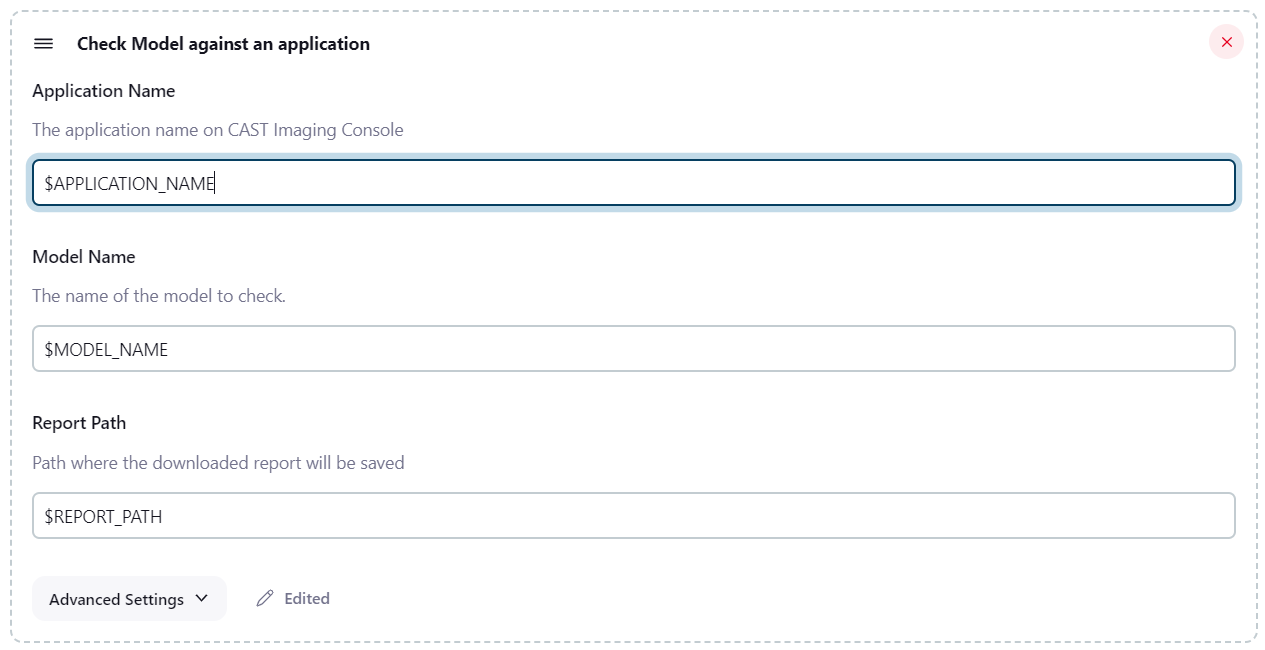 Check Model against an application
Application Name
The application name on CAST Imaging Console
$APPLICATION_NAME
Model Name
The name of the model to check.
$MODEL_NAME
Report Path
Path where the downloaded report will be saved
$REPORT_PATH
Advanced Settings
Edited